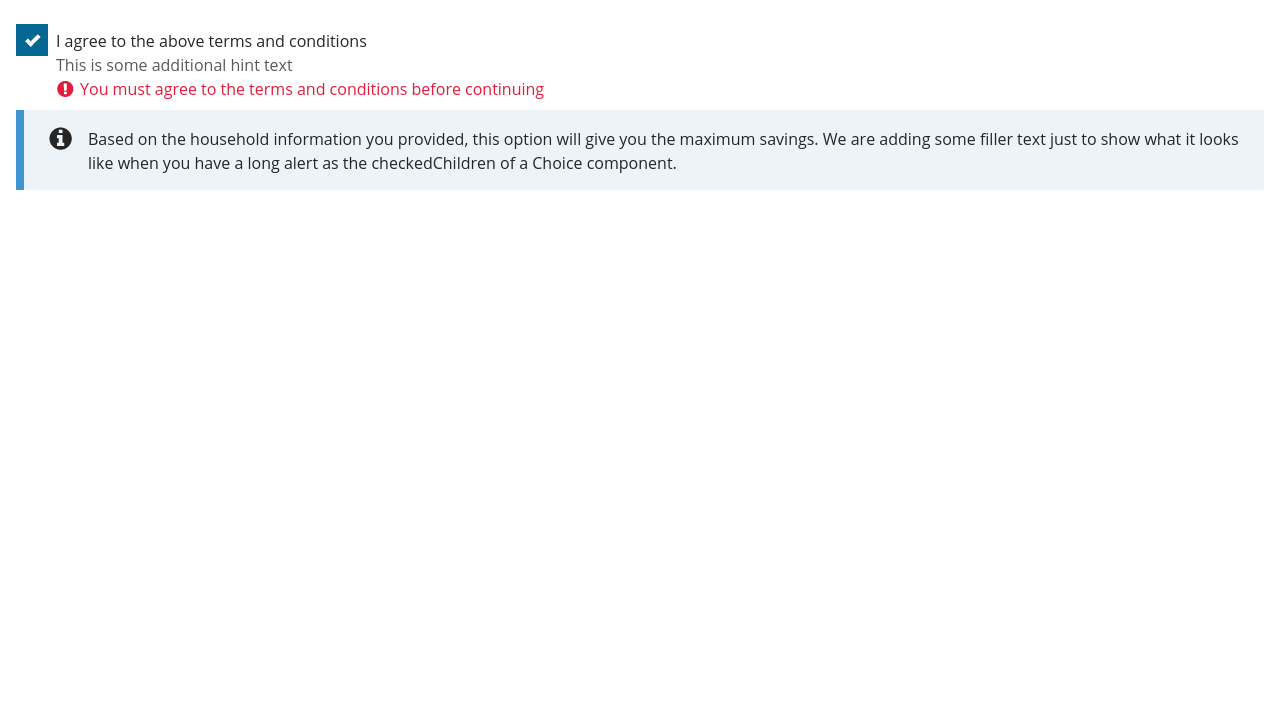 I agree to the above terms and conditions
This is some additional hint text
You must agree to the terms and conditions before continuing
Based on the household information you provided, this option will give you the maximum savings. We are adding some filler text just to show what it looks
like when you have a long alert as the checkedChildren of a Choice component.